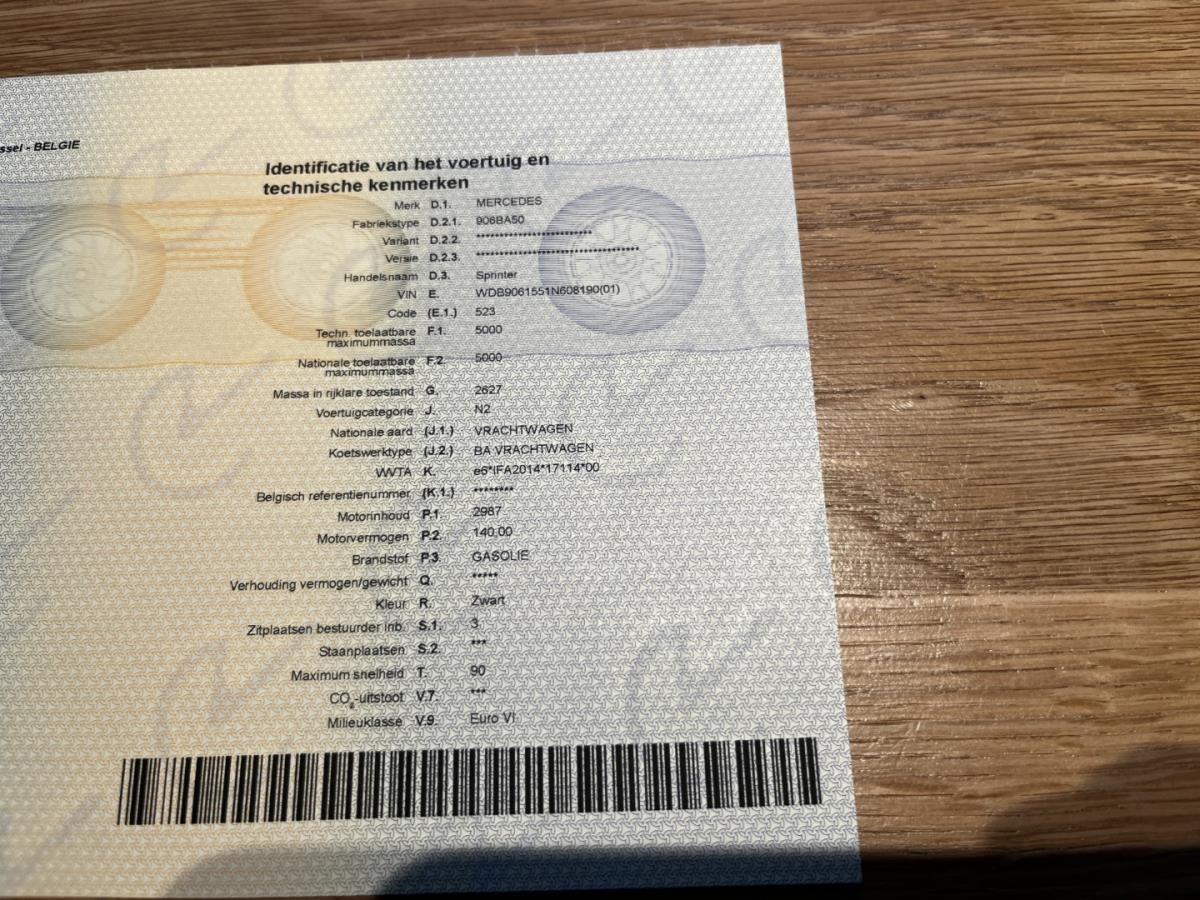 ssel - BELGIE
Identificatie van het voertuig en
technische kenmerken
Merk D.1. MERCEDES
Fabriekstype D.2.1. 906BA50
Variant D.2.2. **************************
Versie D.2.3. ************************************
Handelsnaam D.3. Sprinter
VIN E. WDB9061551N608190(01)
Code (E.1.) 523
Techn. toelaatbare F.1. 5000
maximummassa
Nationale toelaatbare F.2. 5000
maximummassa
Massa in rijklare toestand G. 2627
Voertuigcategorie J. N2
Nationale aard (J.1.) VRACHTWAGEN
Koetswerktype (J.2.) BA VRACHTWAGEN
WVTA K. e6*IFA2014*17114*00
Belgisch referentienummer (K.1.) ********
Motorinhoud P.1. 2987
Motorvermogen P.2. 140,00
Brandstof P.3. GASOLIE
Verhouding vermogen/gewicht Q. *****
Kleur R. Zwart
Zitplaatsen bestuurder inb. S.1. 3
Staanplaatsen S.2. ***
Maximum snelheid T. 90
CO₂-uitstoot V.7. ***
Milieuklasse V.9. Euro VI